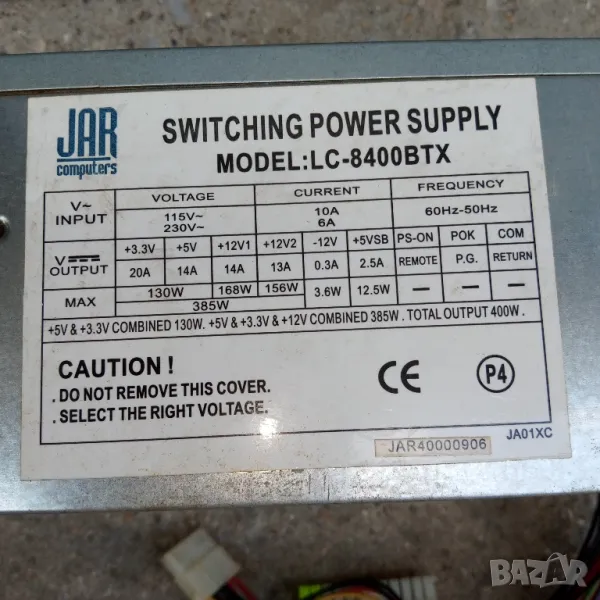 JAR
computers
SWITCHING POWER SUPPLY
MODEL:LC-8400BTX
V~ INPUT VOLTAGE CURRENT FREQUENCY
115V~ 10A 60Hz-50Hz
230V~ 6A
V⎓ OUTPUT +3.3V +5V +12V1 +12V2 -12V +5VSB PS-ON POK COM
20A 14A 14A 13A 0.3A 2.5A REMOTE P.G. RETURN
MAX 130W 168W 156W 3.6W 12.5W — — —
385W
+5V & +3.3V COMBINED 130W. +5V & +3.3V & +12V COMBINED 385W . TOTAL OUTPUT 400W.
CAUTION !
. DO NOT REMOVE THIS COVER.
. SELECT THE RIGHT VOLTAGE.
CE
P4
JAR40000906
JA01XC
BAZAR